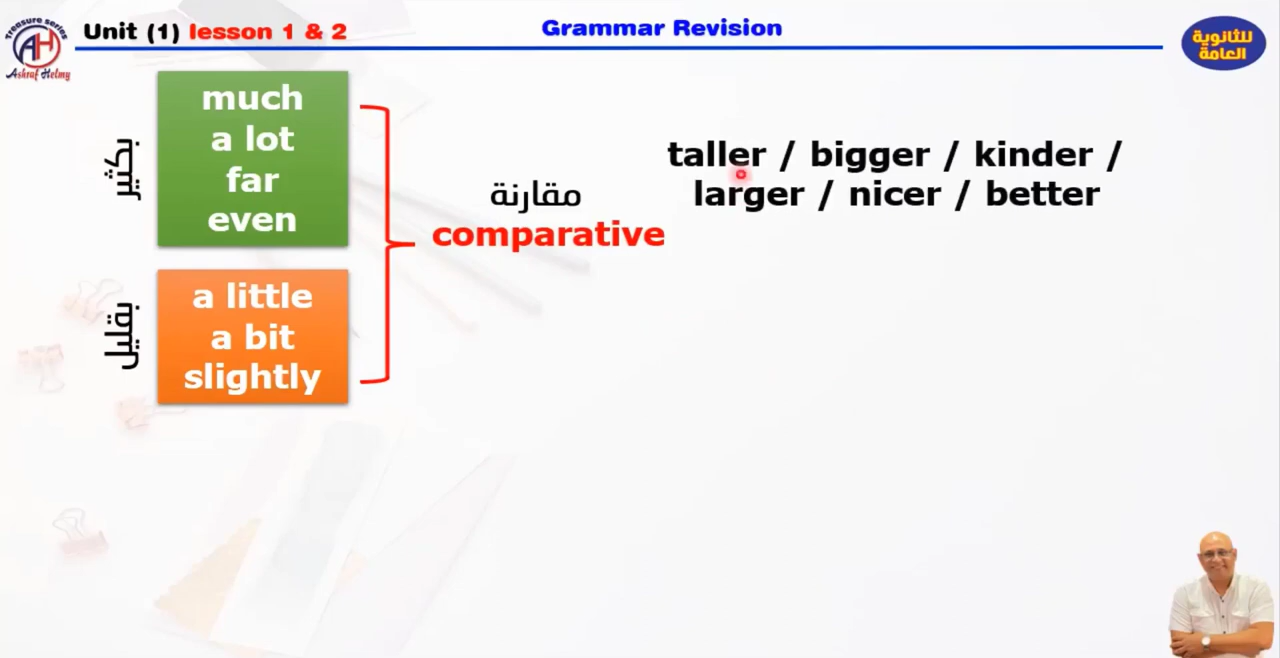 Treasure series
AH
Ashraf Helmy
Unit (1) lesson 1 & 2
Grammar Revision
للثانوية
العامة
بكثير
much
a lot
far
even
بقليل
a little
a bit
slightly
مقارنة
comparative
taller / bigger / kinder /
larger / nicer / better